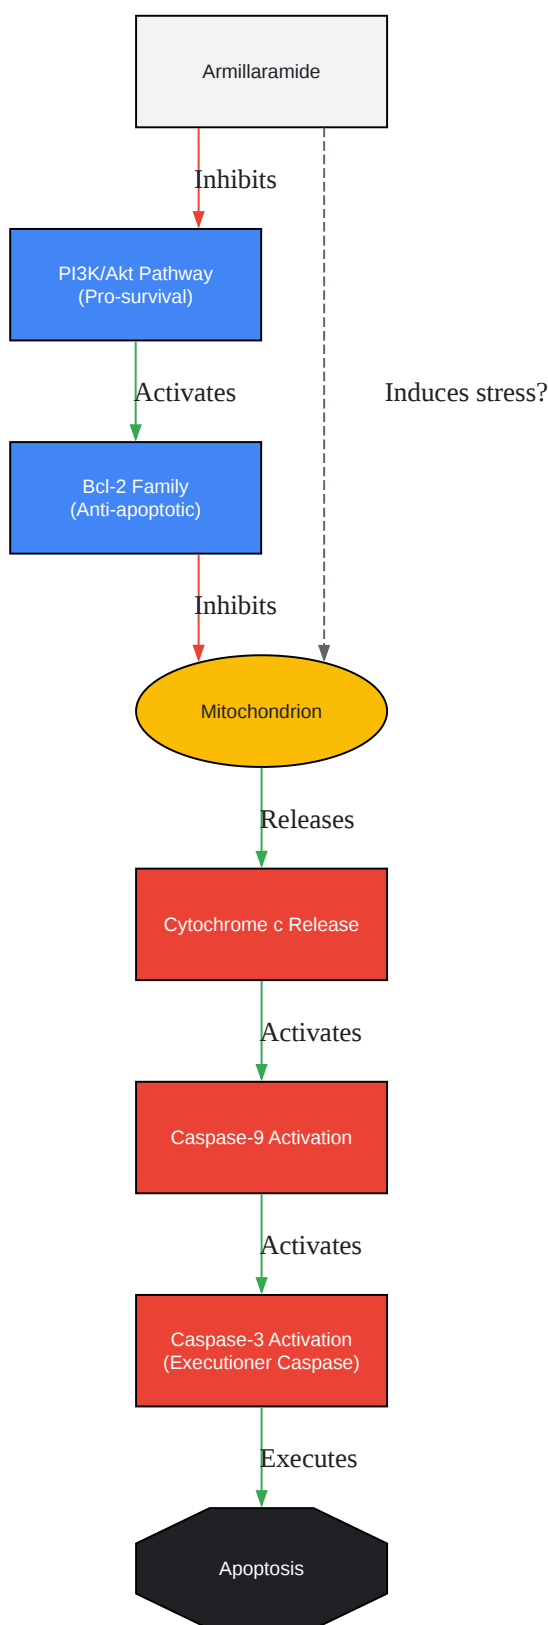 Armillaramide
Inhibits
PI3K/Akt Pathway
(Pro-survival)
Activates
Induces stress?
Bcl-2 Family
(Anti-apoptotic)
Inhibits
Mitochondrion
Releases
Cytochrome c Release
Activates
Caspase-9 Activation
Activates
Caspase-3 Activation
(Executioner Caspase)
Executes
Apoptosis